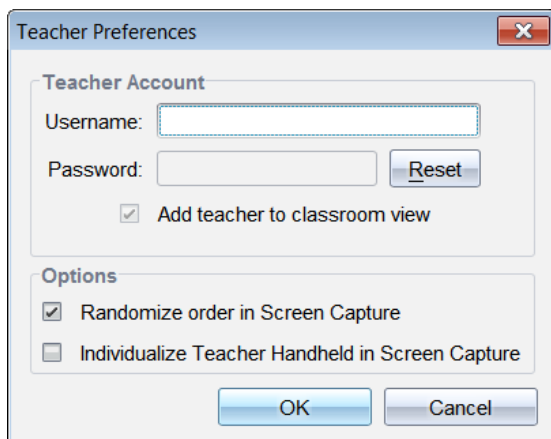 Teacher Preferences
Teacher Account
Username:
Password:
Reset
Add teacher to classroom view
Options
Randomize order in Screen Capture
Individualize Teacher Handheld in Screen Capture
OK
Cancel